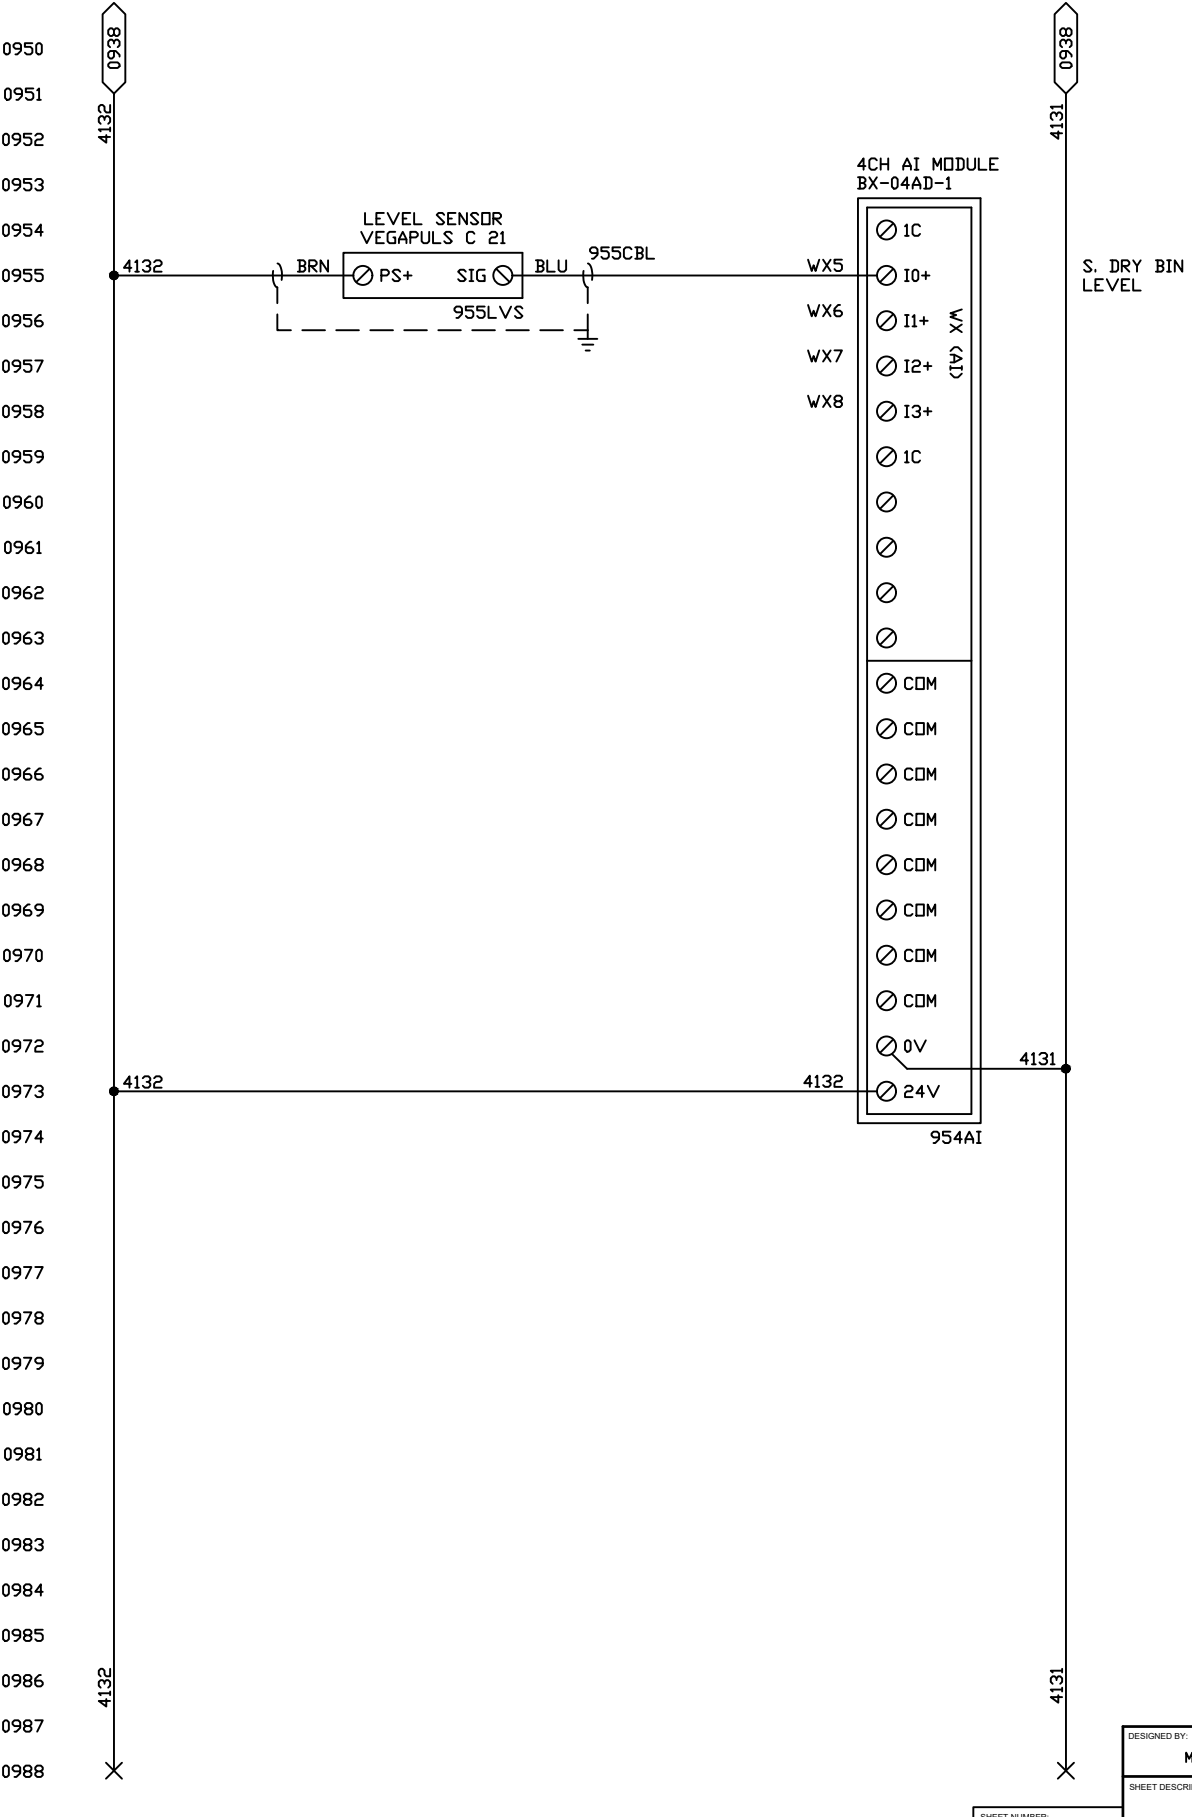 0950
0938
0938
0951
4132
4131
0952
4CH AI MODULE
0953
BX-04AD-1
LEVEL SENSOR
0954
1C
VEGAPULS C 21
955CBL
4132
BRN
BLU
WX5
S. DRY BIN
0955
PS+
SIG
I0+
LEVEL
955LVS
WX6
0956
I1+
WX (AI)
WX7
0957
I2+
WX8
0958
I3+
0959
1C
0960
0961
0962
0963
0964
COM
0965
COM
0966
COM
0967
COM
0968
COM
0969
COM
0970
COM
0971
COM
0972
0V
4131
4132
4132
0973
24V
0974
954AI
0975
0976
0977
0978
0979
0980
0981
0982
0983
0984
0985
0986
4132
4131
0987
DESIGNED BY:
M
0988
SHEET DESCRI
SHEET NUMBER: